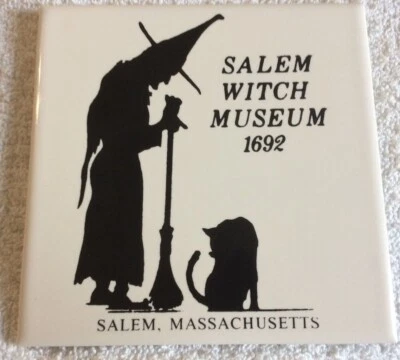 SALEM
WITCH
MUSEUM
1692
SALEM, MASSACHUSETTS